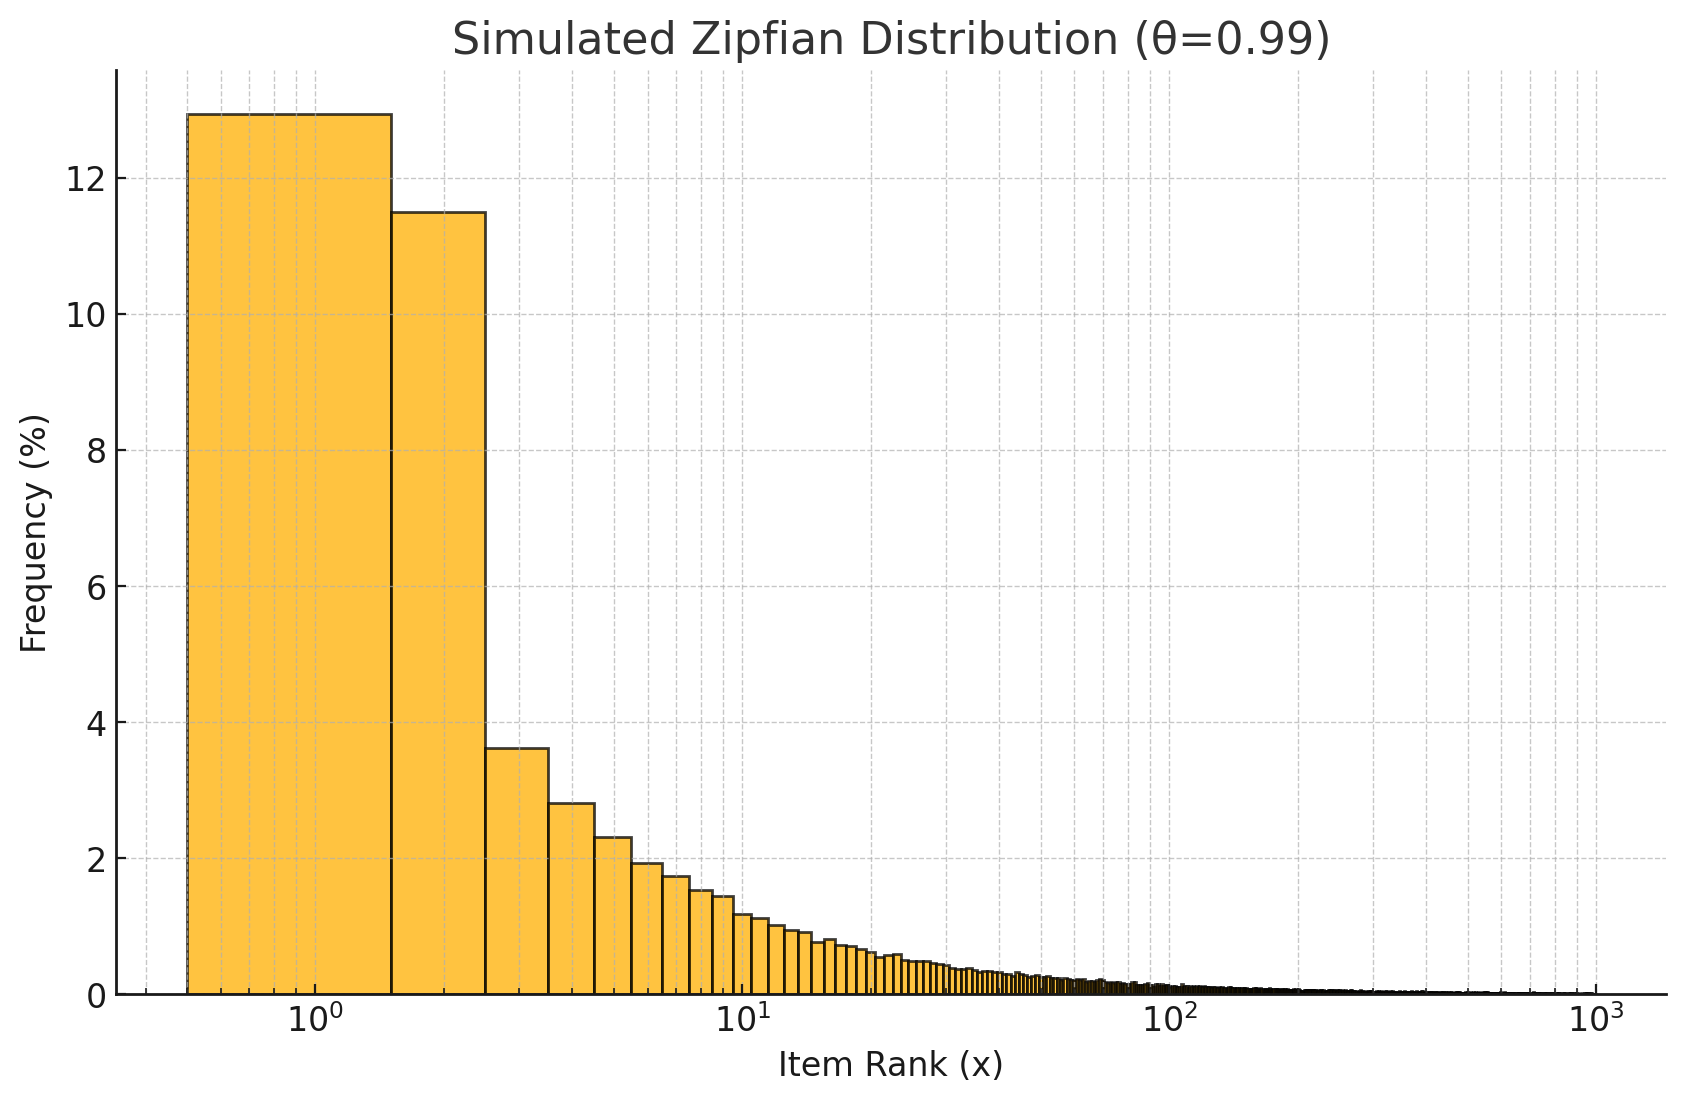 Simulated Zipfian Distribution (θ=0.99)
Frequency (%)
12
10
8
6
4
2
0
10⁰ 10¹ 10² 10³
Item Rank (x)